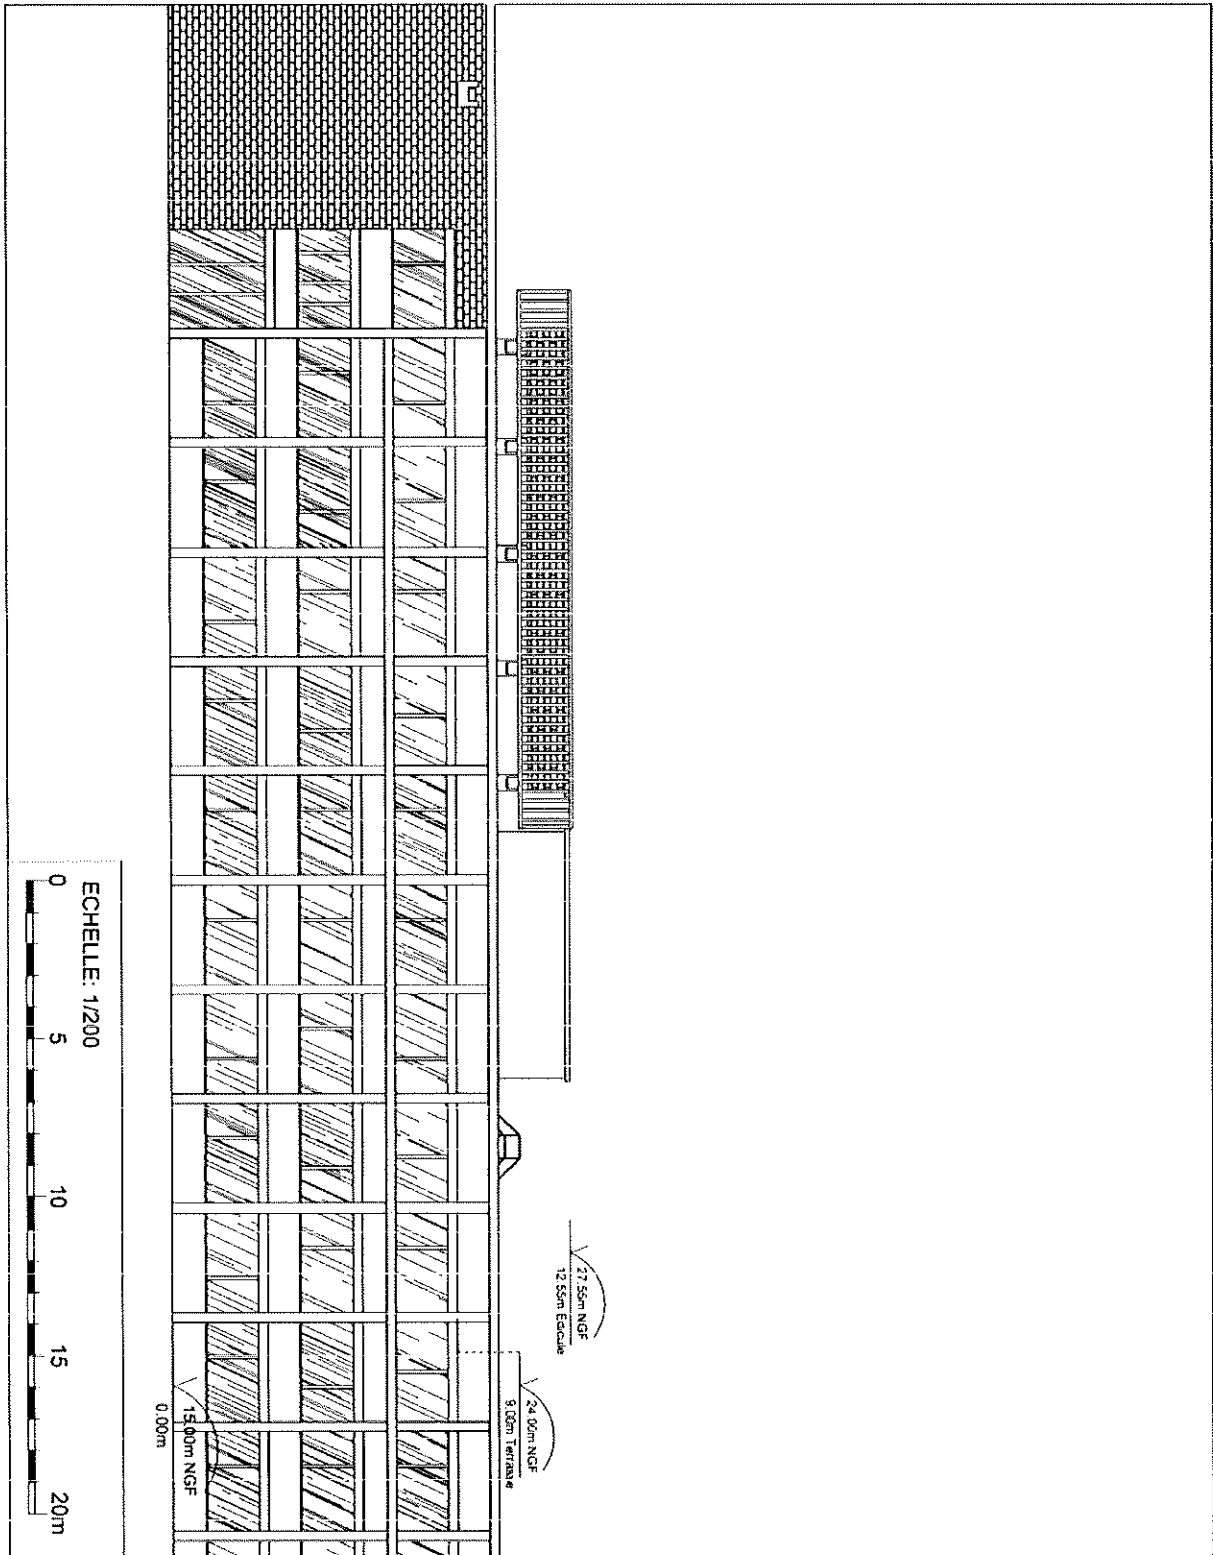 27.55m NGF
12.55m Edicule
24.00m NGF
9.00m Terrasse
15.00m NGF
0.00m
ECHELLE: 1/200
0 5 10 15 20m